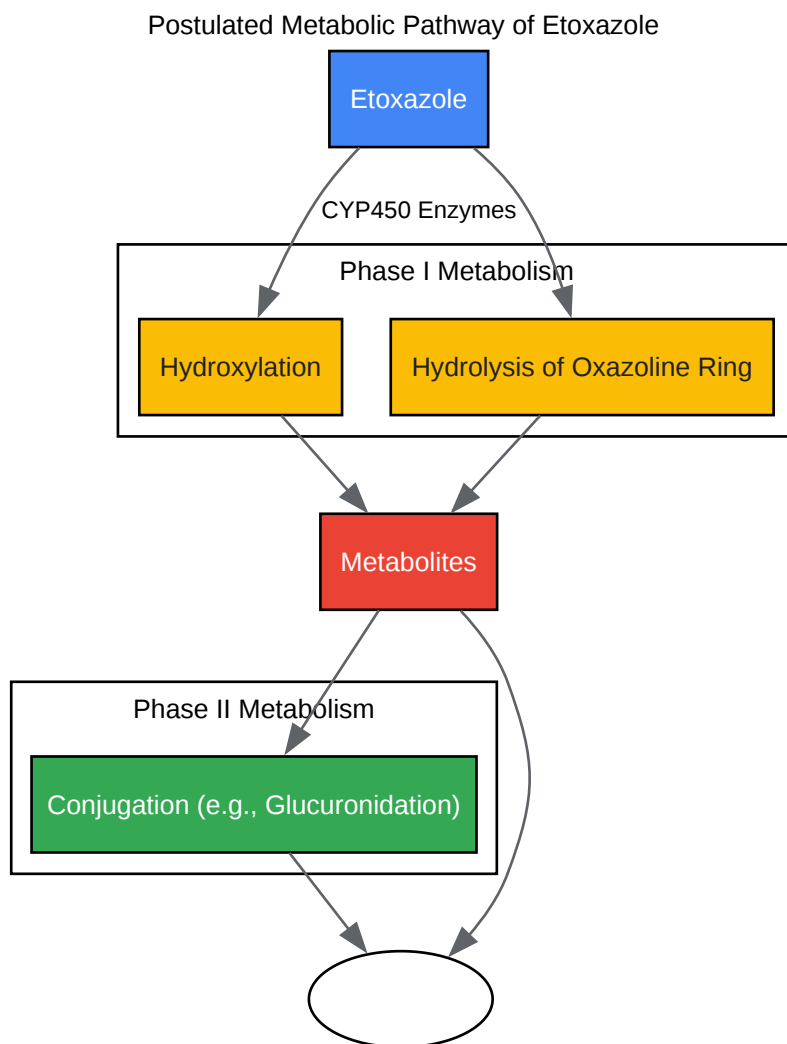 Postulated Metabolic Pathway of Etoxazole
Etoxazole
CYP450 Enzymes
Phase I Metabolism
Hydroxylation
Hydrolysis of Oxazoline Ring
Metabolites
Phase II Metabolism
Conjugation (e.g., Glucuronidation)